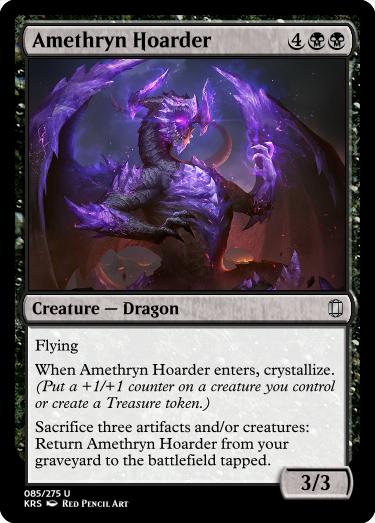 Amethryn Hoarder 4
Creature — Dragon
Flying
When Amethryn Hoarder enters, crystallize.
(Put a +1/+1 counter on a creature you control
or create a Treasure token.)
Sacrifice three artifacts and/or creatures:
Return Amethryn Hoarder from your
graveyard to the battlefield tapped.
3/3
085/275 U
KRS Red Pencil Art